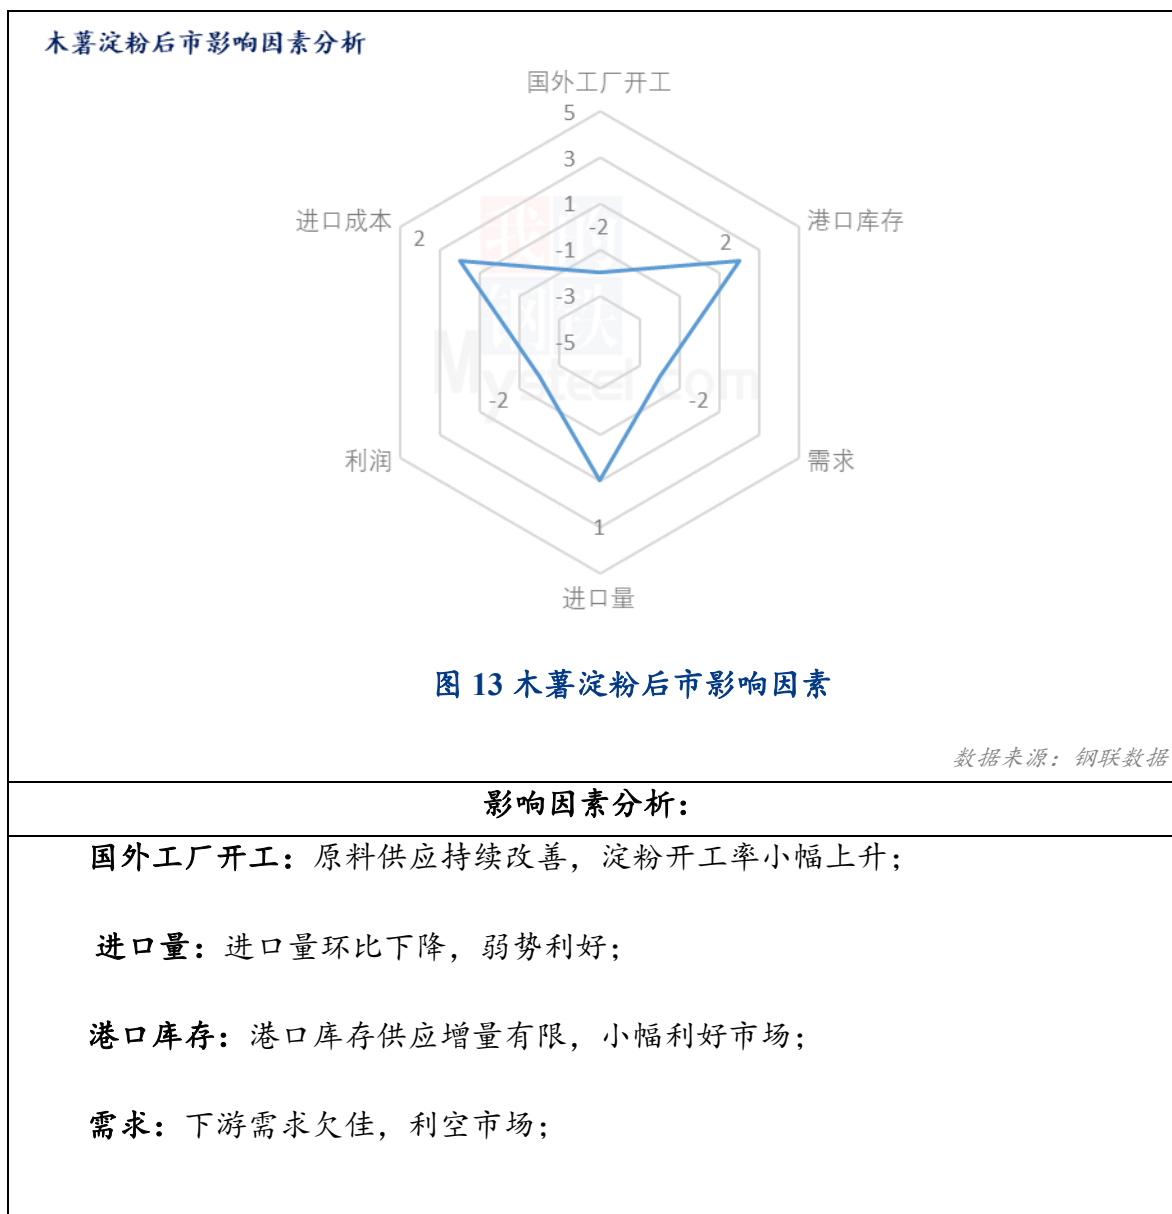 木薯淀粉后市影响因素分析
国外工厂开工
5
3
1
-1
-3
-5
-2
港口库存
2
需求
-2
进口量
1
利润
-2
进口成本
2
我的
钢铁
Mysteel.com
图 13 木薯淀粉后市影响因素
数据来源：钢联数据
影响因素分析：
国外工厂开工：原料供应持续改善，淀粉开工率小幅上升；
进口量：进口量环比下降，弱势利好；
港口库存：港口库存供应增量有限，小幅利好市场；
需求：下游需求欠佳，利空市场；